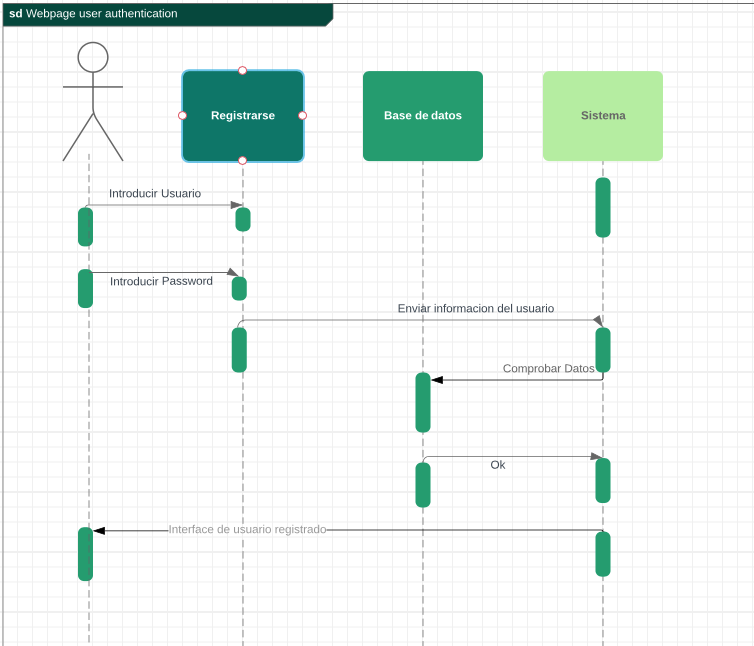 sd Webpage user authentication
Registrarse
Base de datos
Sistema
Introducir Usuario
Introducir Password
Enviar informacion del usuario
Comprobar Datos
Ok
Interface de usuario registrado